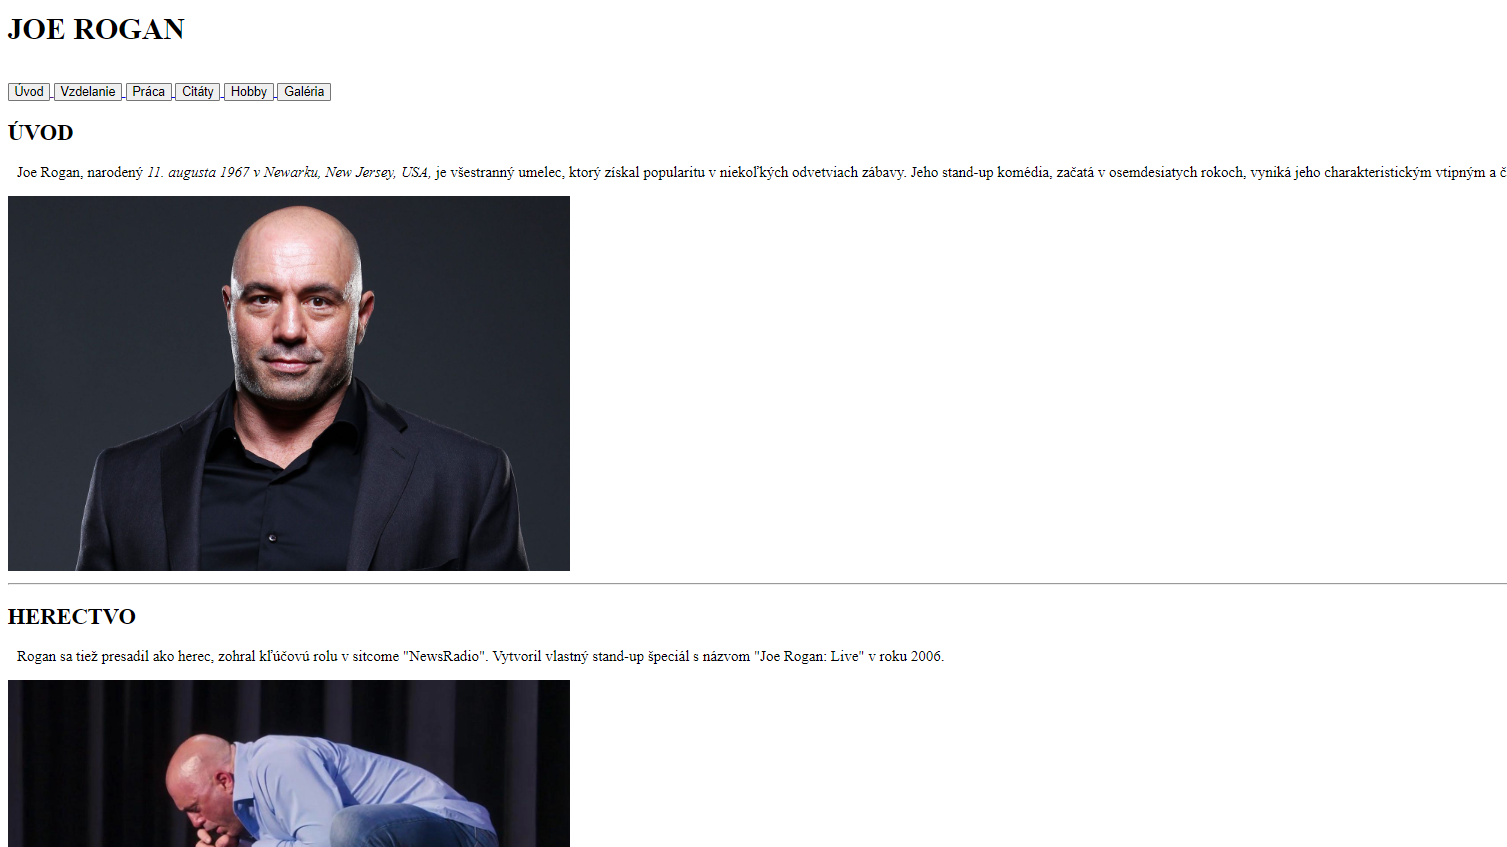 JOE ROGAN
Úvod Vzdelanie Práca Citáty Hobby Galéria
ÚVOD
Joe Rogan, narodený 11. augusta 1967 v Newarku, New Jersey, USA, je všestranný umelec, ktorý získal popularitu v niekoľkých odvetviach zábavy. Jeho stand-up komédia, začatá v osemdesiatych rokoch, vyniká jeho charakteristickým vtipným a č
HERECTVO
Rogan sa tiež presadil ako herec, zohral kľúčovú rolu v sitcome "NewsRadio". Vytvoril vlastný stand-up špeciál s názvom "Joe Rogan: Live" v roku 2006.